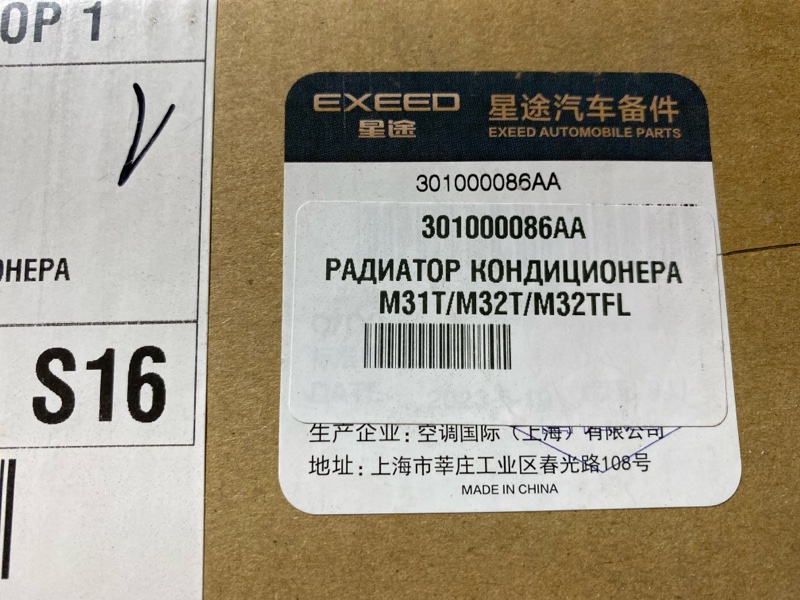 OP 1
ОНЕРА
S16
EXEED
星途
星途汽车备件
EXEED AUTOMOBILE PARTS
301000086AA
301000086AA
РАДИАТОР КОНДИЦИОНЕРА
M31T/M32T/M32TFL
DATE
生产企业：空调国际（上海）有限公司
地址：上海市莘庄工业区春光路108号
MADE IN CHINA